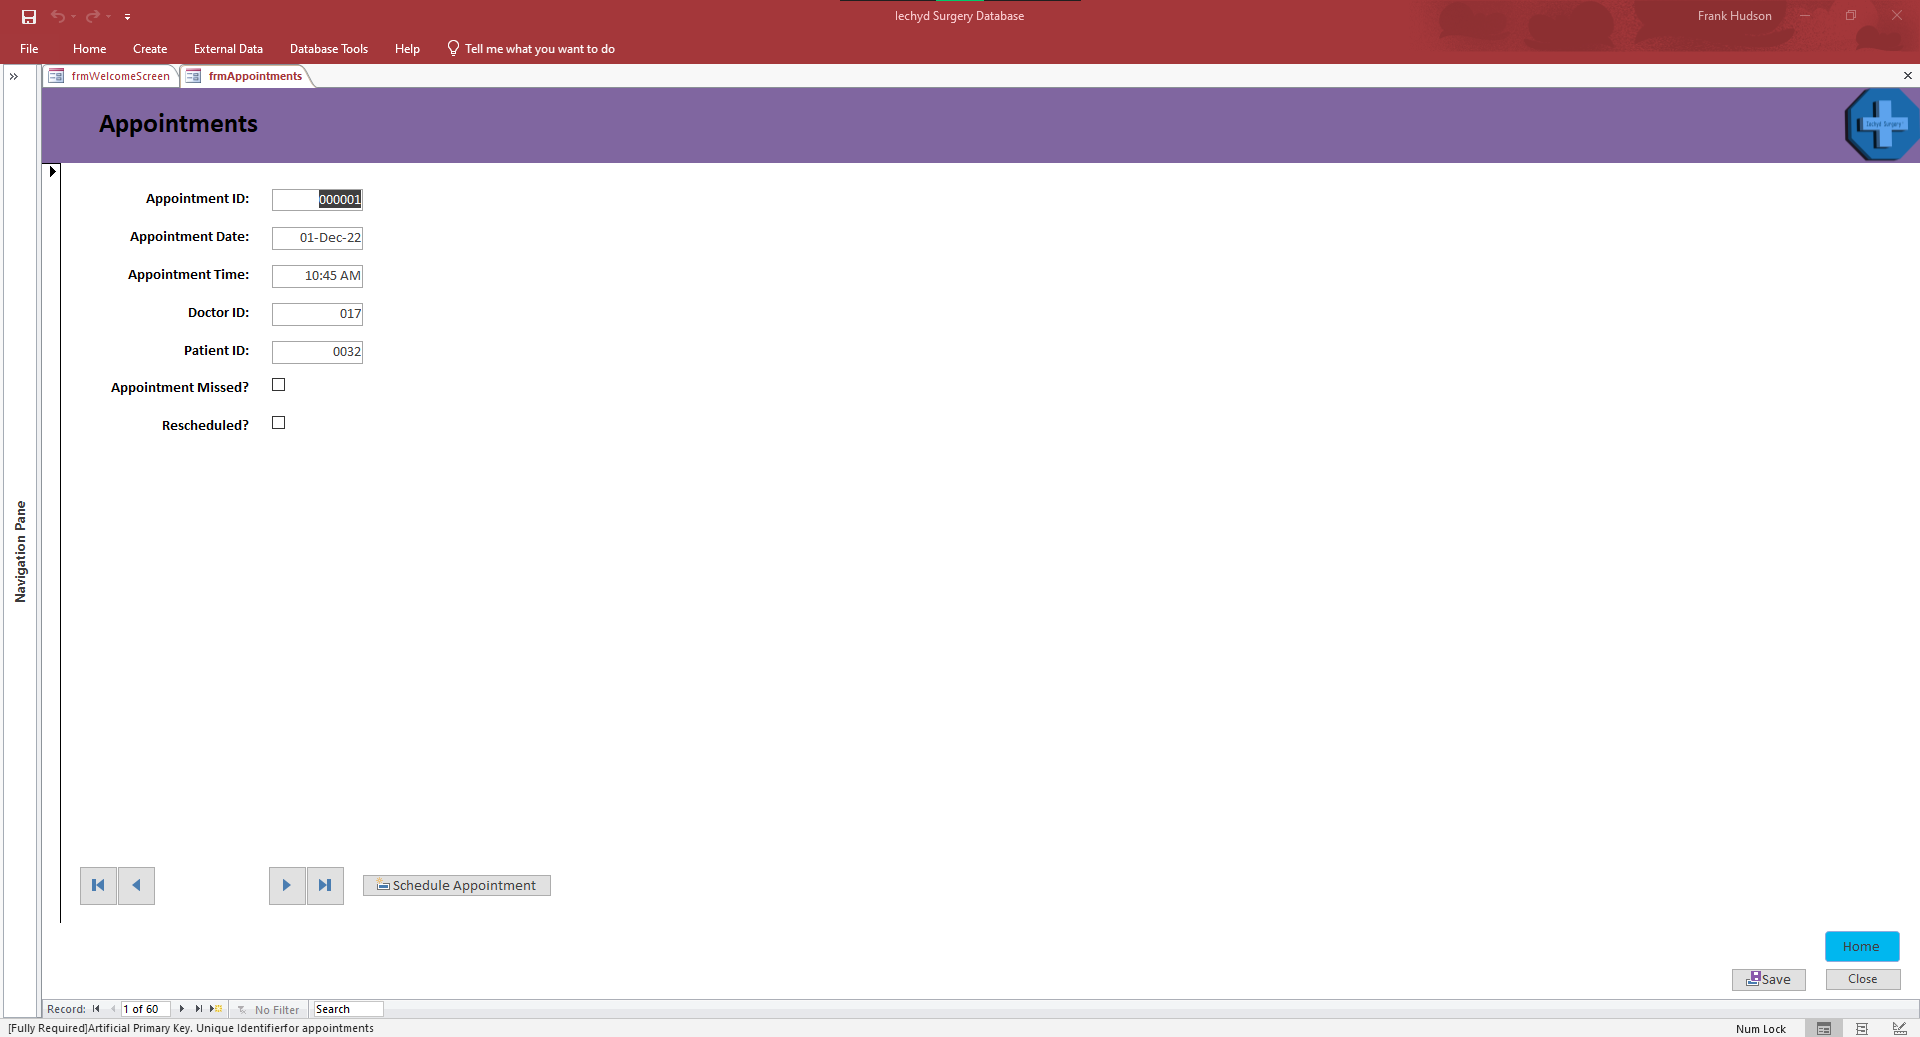 Iechyd Surgery Database
Frank Hudson
File Home Create External Data Database Tools Help Tell me what you want to do
frmWelcomeScreen frmAppointments
Appointments
Iechyd Surgery
Appointment ID: 000001
Appointment Date: 01-Dec-22
Appointment Time: 10:45 AM
Doctor ID: 017
Patient ID: 0032
Appointment Missed?
Rescheduled?
Navigation Pane
Schedule Appointment
Home
Save Close
Record: 1 of 60 No Filter Search
[Fully Required]Artificial Primary Key. Unique Identifierfor appointments
Num Lock